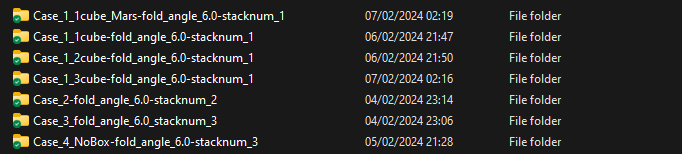 Case_1_1cube_Mars-fold_angle_6.0-stacknum_1 07/02/2024 02:19 File folder
Case_1_1cube-fold_angle_6.0-stacknum_1 06/02/2024 21:47 File folder
Case_1_2cube-fold_angle_6.0-stacknum_1 06/02/2024 21:50 File folder
Case_1_3cube-fold_angle_6.0-stacknum_1 07/02/2024 02:16 File folder
Case_2-fold_angle_6.0-stacknum_2 04/02/2024 23:14 File folder
Case_3_fold_angle_6.0_stacknum_3 04/02/2024 23:06 File folder
Case_4_NoBox-fold_angle_6.0-stacknum_3 05/02/2024 21:28 File folder